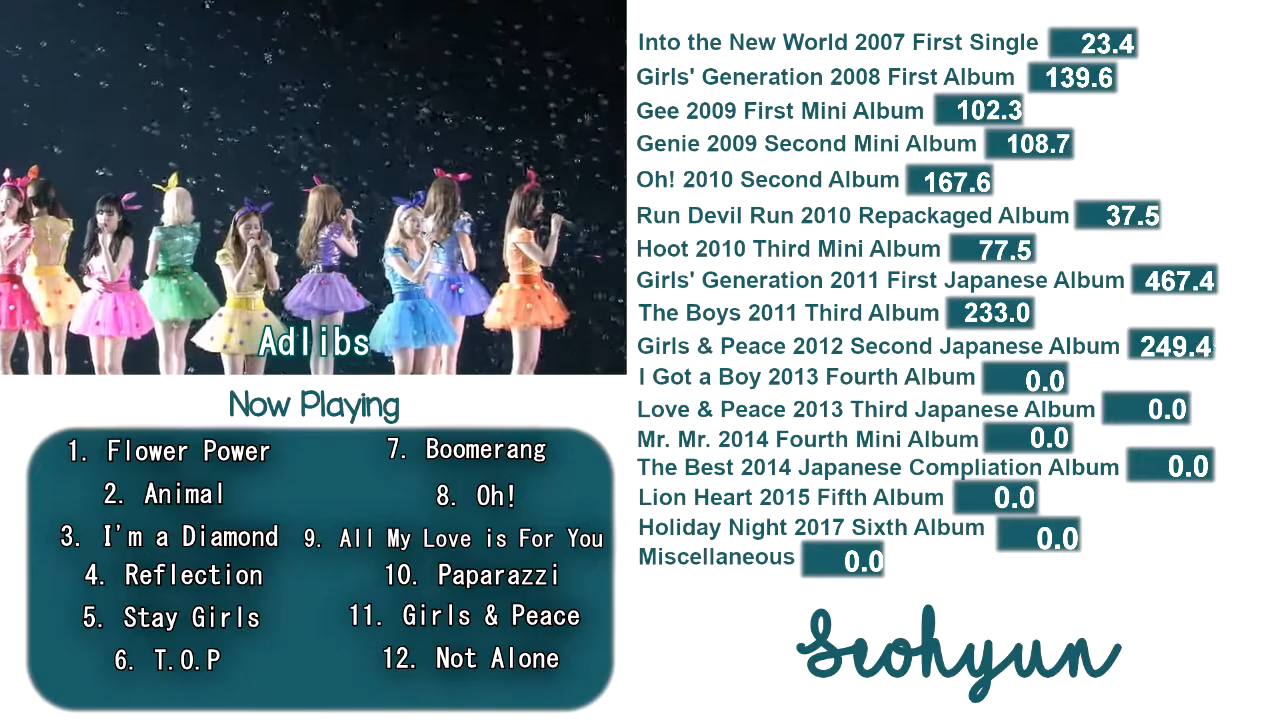 Adlibs
Now Playing
1. Flower Power
2. Animal
3. I'm a Diamond
4. Reflection
5. Stay Girls
6. T.O.P
7. Boomerang
8. Oh!
9. All My Love is For You
10. Paparazzi
11. Girls & Peace
12. Not Alone
Into the New World 2007 First Single 23.4
Girls' Generation 2008 First Album 139.6
Gee 2009 First Mini Album 102.3
Genie 2009 Second Mini Album 108.7
Oh! 2010 Second Album 167.6
Run Devil Run 2010 Repackaged Album 37.5
Hoot 2010 Third Mini Album 77.5
Girls' Generation 2011 First Japanese Album 467.4
The Boys 2011 Third Album 233.0
Girls & Peace 2012 Second Japanese Album 249.4
I Got a Boy 2013 Fourth Album 0.0
Love & Peace 2013 Third Japanese Album 0.0
Mr. Mr. 2014 Fourth Mini Album 0.0
The Best 2014 Japanese Compliation Album 0.0
Lion Heart 2015 Fifth Album 0.0
Holiday Night 2017 Sixth Album 0.0
Miscellaneous 0.0
Seohyun